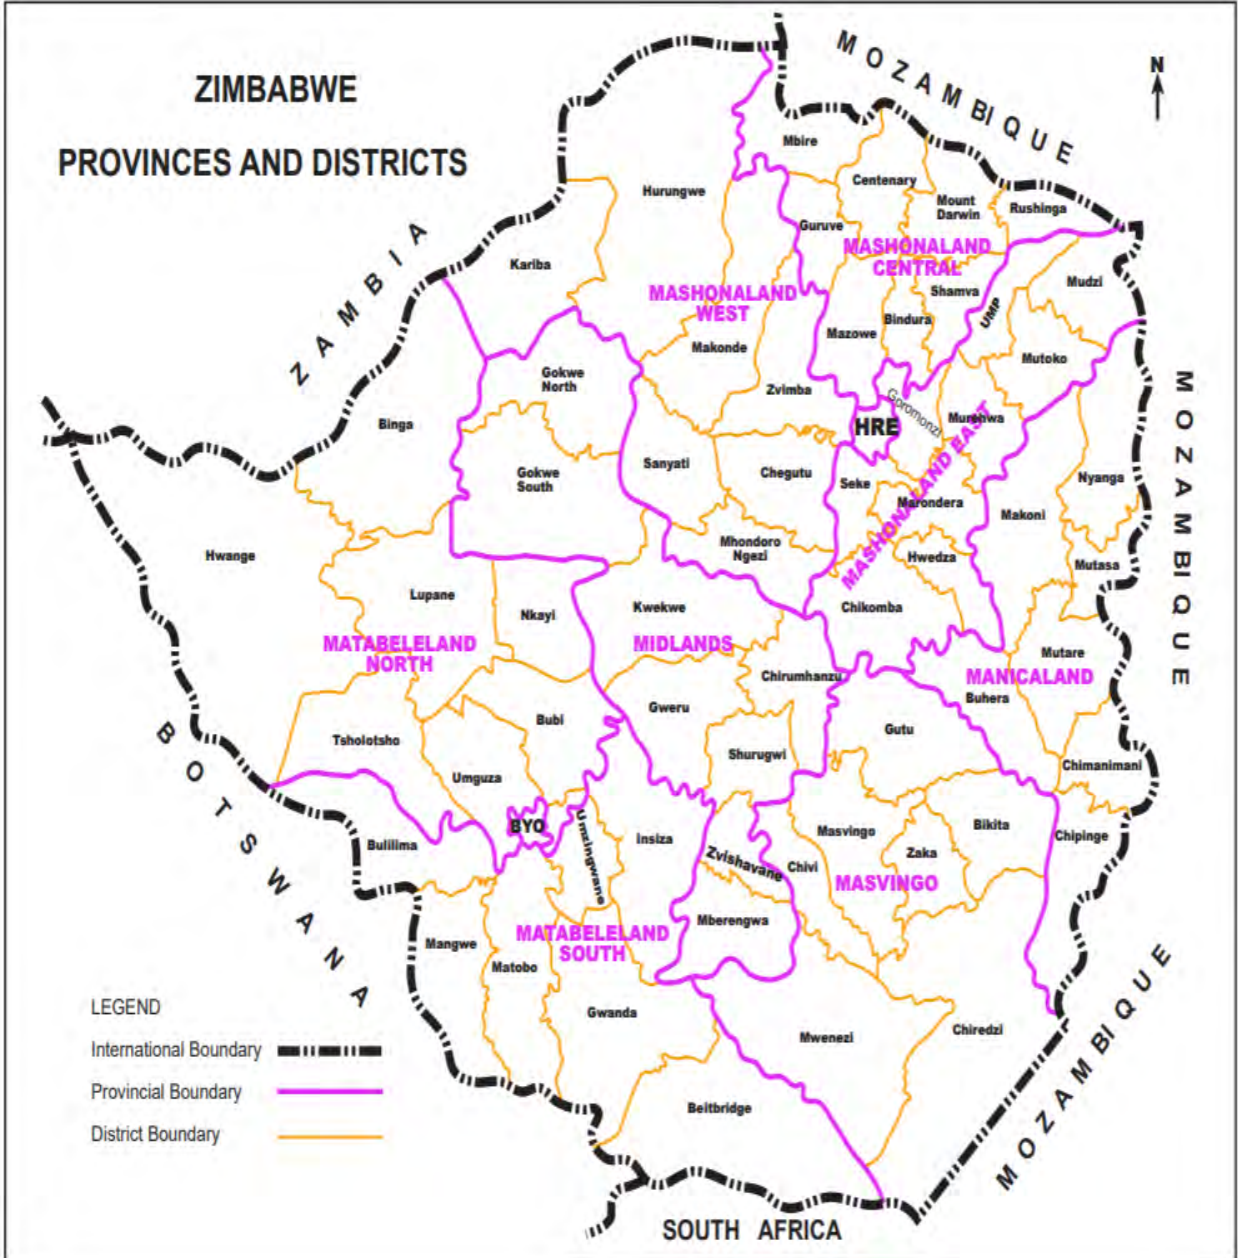 ZIMBABWE
PROVINCES AND DISTRICTS
MOZAMBIQUE
N
ZAMBIA
Mbire
Centenary
Hurungwe
Mount
Darwin
Rushinga
Guruve
MASHONALAND
CENTRAL
Kariba
Mudzi
MASHONALAND
WEST
Shamva
UMP
Bindura
Mazowe
Makonde
Mutoko
Gokwe
North
Zvimba
Goromonzi
Murehwa
Binga
HRE
MASHONALAND EAST
MOZAMBIQUE
Sanyati
Chegutu
Gokwe
South
Seke
Nyanga
Marondera
Makoni
Hwange
Mhondoro
Ngezi
Hwedza
Mutasa
Lupane
Nkayi
Kwekwe
Chikomba
MATABELELAND
NORTH
MIDLANDS
Mutare
Chirumhanzu
MANICALAND
Buhera
Gweru
Bubi
Gutu
Tsholotsho
Shurugwi
Chimanimani
Umguza
BOTSWANA
BYO
Umzingwane
Insiza
Masvingo
Bikita
Chipinge
Bulilima
Zvishavane
Chivi
Zaka
MASVINGO
Mberengwa
MATABELELAND
SOUTH
Mangwe
Matobo
Gwanda
Mwenezi
Chiredzi
MOZAMBIQUE
LEGEND
International Boundary
Provincial Boundary
District Boundary
Beitbridge
SOUTH AFRICA